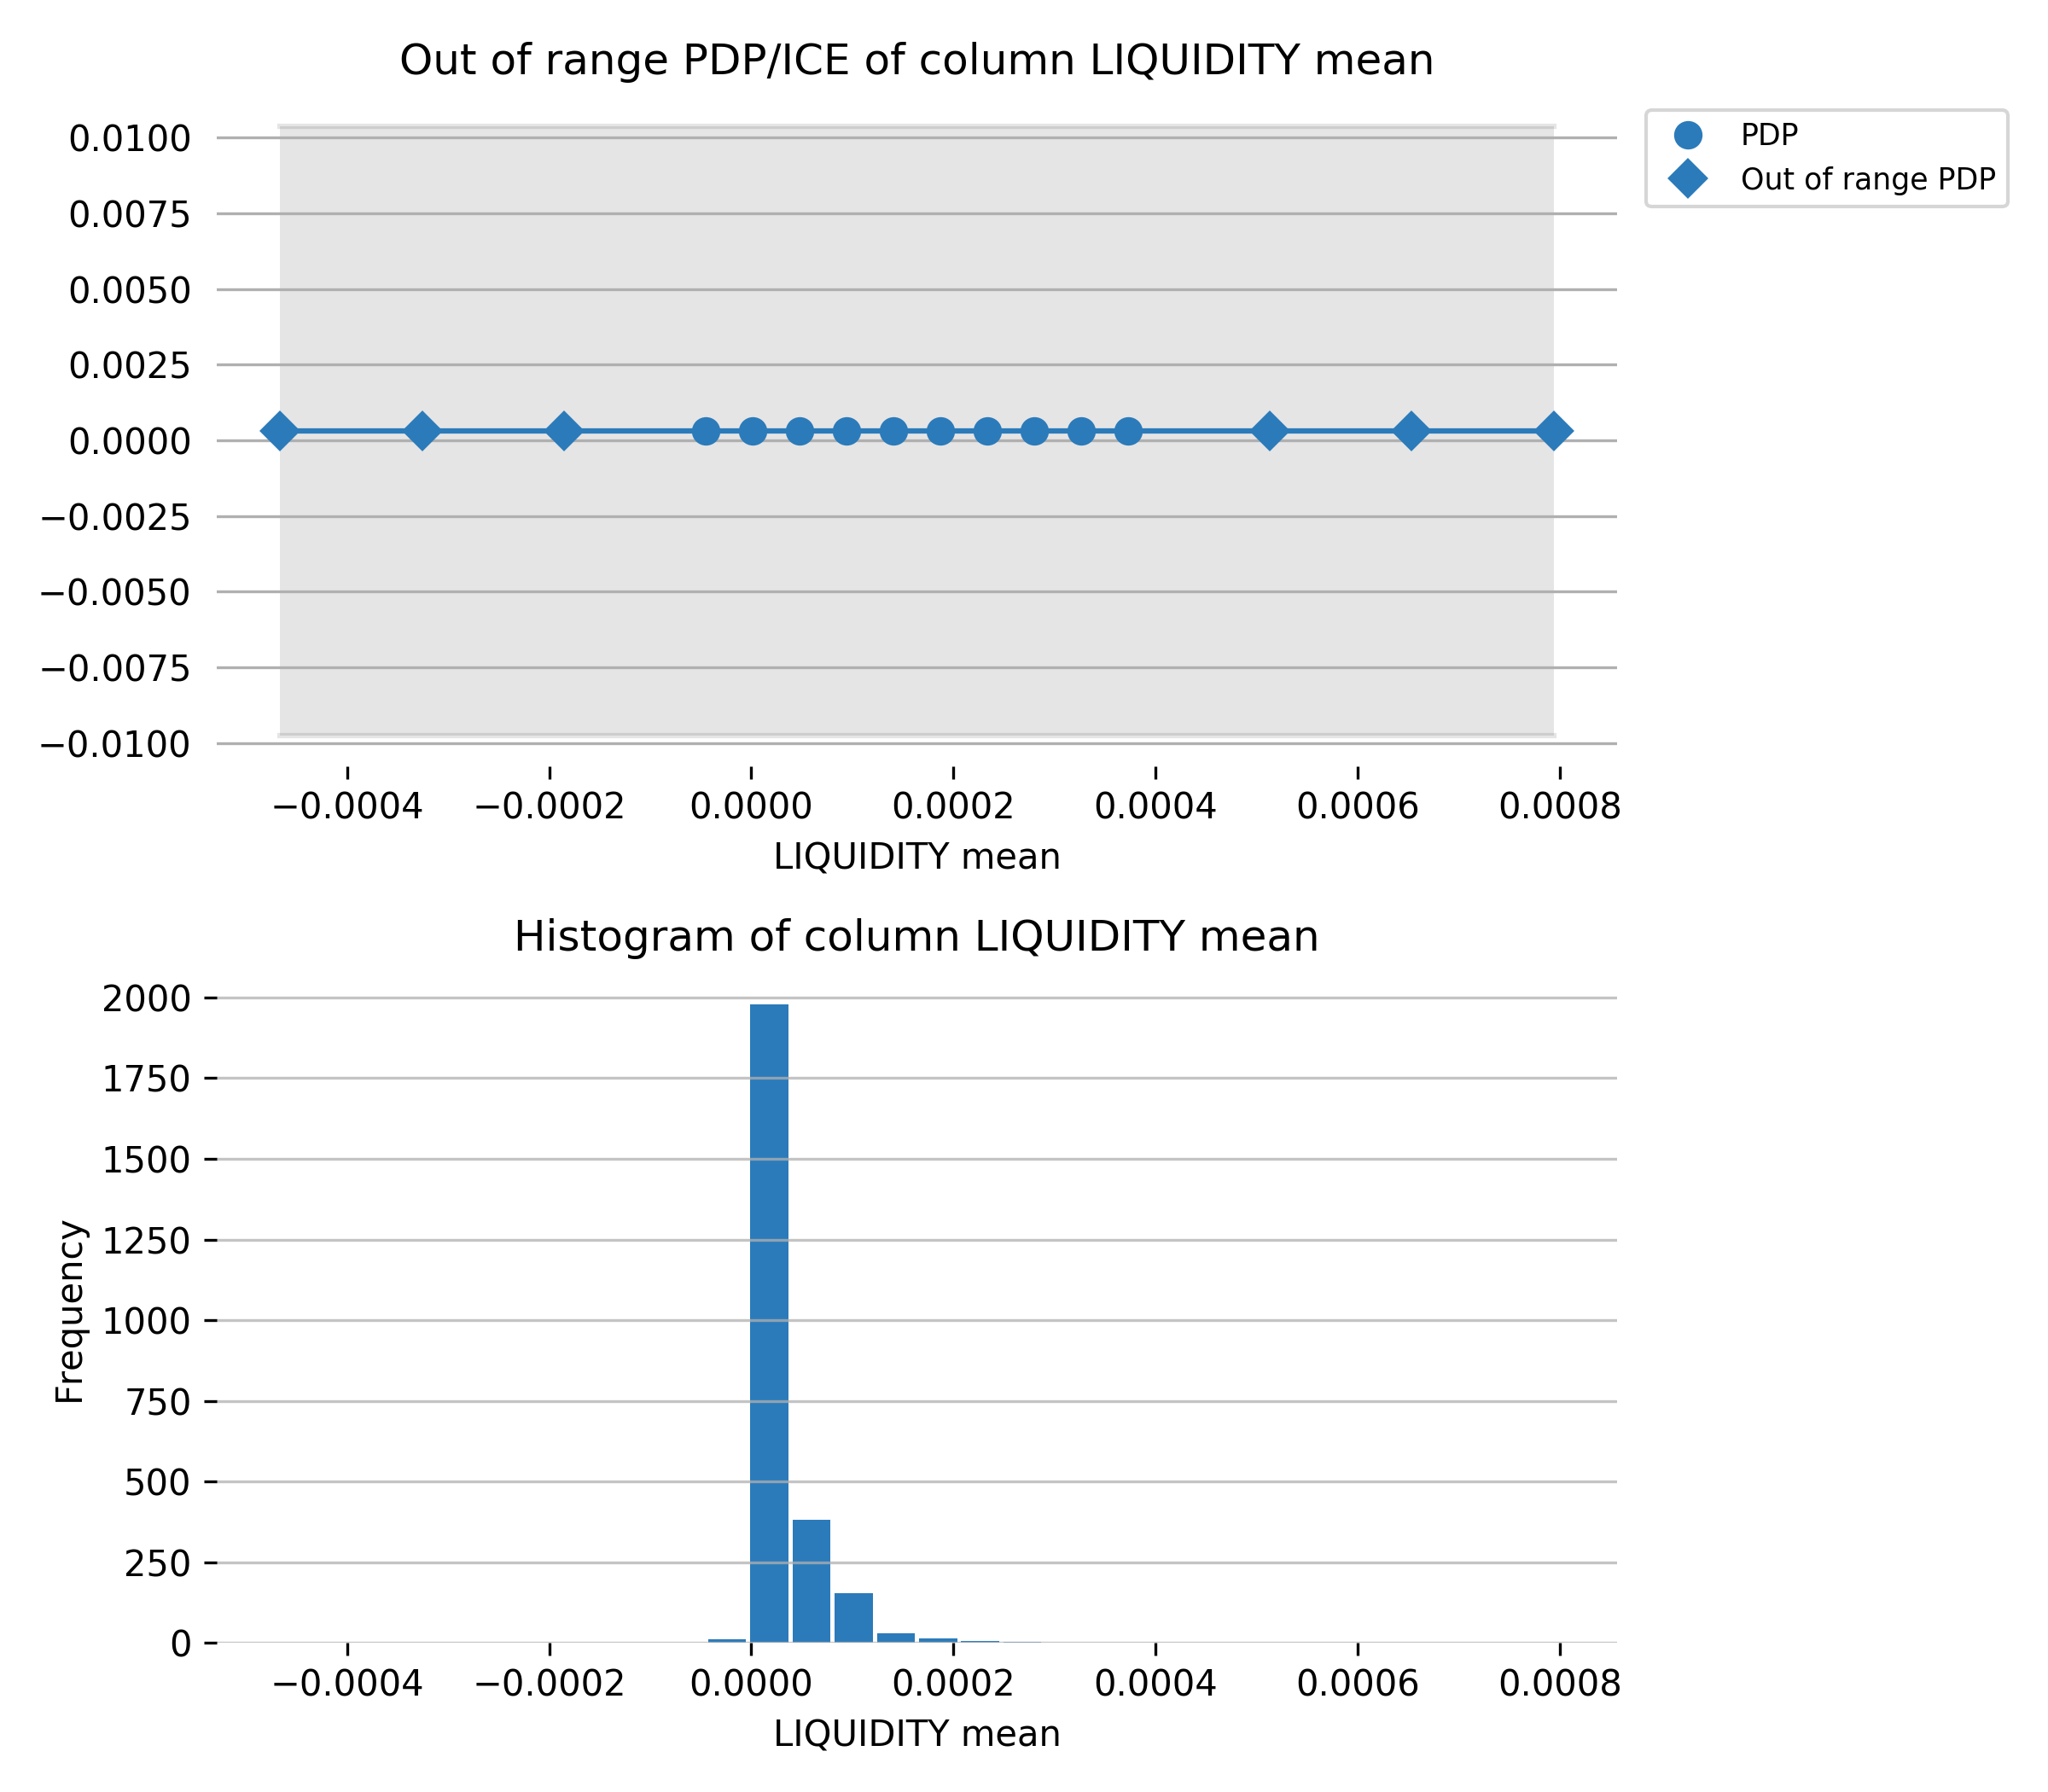 Out of range PDP/ICE of column LIQUIDITY mean
PDP
Out of range PDP
0.0100
0.0075
0.0050
0.0025
0.0000
−0.0025
−0.0050
−0.0075
−0.0100
−0.0004 −0.0002 0.0000 0.0002 0.0004 0.0006 0.0008
LIQUIDITY mean
Histogram of column LIQUIDITY mean
2000
1750
1500
1250
1000
750
500
250
0
Frequency
−0.0004 −0.0002 0.0000 0.0002 0.0004 0.0006 0.0008
LIQUIDITY mean